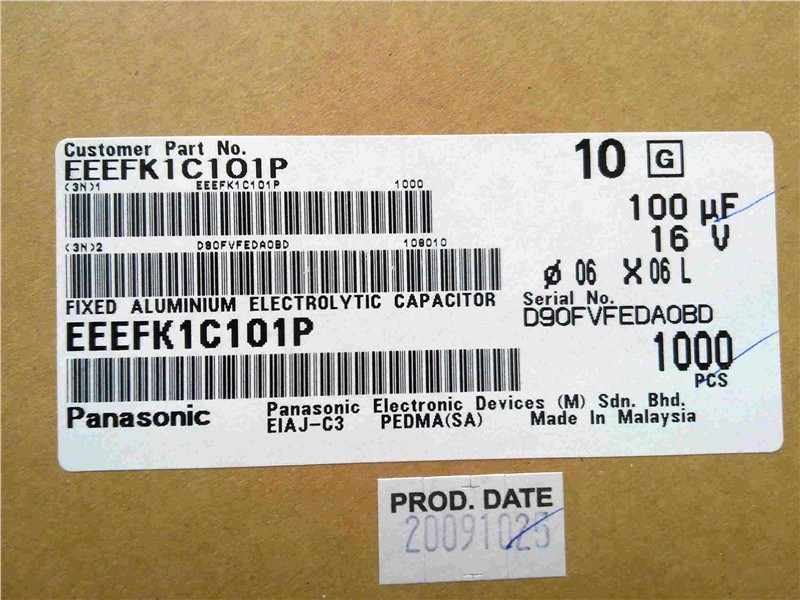 Customer Part No.
EEEFK1C101P
(3N)1 EEEFK1C101P 1000
(3N)2 D90FVFEDA0BD 108010
FIXED ALUMINIUM ELECTROLYTIC CAPACITOR
EEEFK1C101P
Panasonic
Panasonic Electronic Devices (M) Sdn. Bhd.
EIAJ-C3 PEDMA(SA) Made In Malaysia
10 G
100 µF
16 V
ø 06 X 06 L
Serial No.
D90FVFEDA0BD
1000
PCS
PROD. DATE
20091025